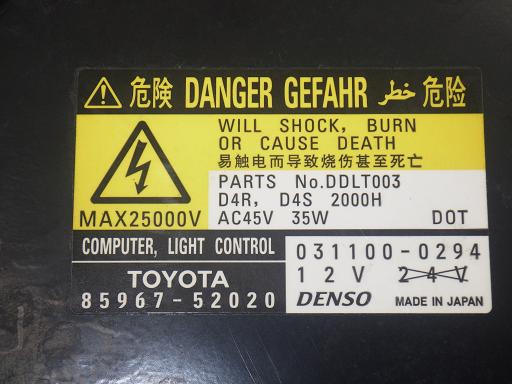 危険 DANGER GEFAHR خطر 危险
WILL SHOCK, BURN
OR CAUSE DEATH
易触电而导致烧伤甚至死亡
MAX25000V
PARTS No.DDLT003
D4R, D4S 2000H
AC45V 35W DOT
COMPUTER, LIGHT CONTROL
TOYOTA
85967-52020
031100-0294
12V 24V
DENSO MADE IN JAPAN